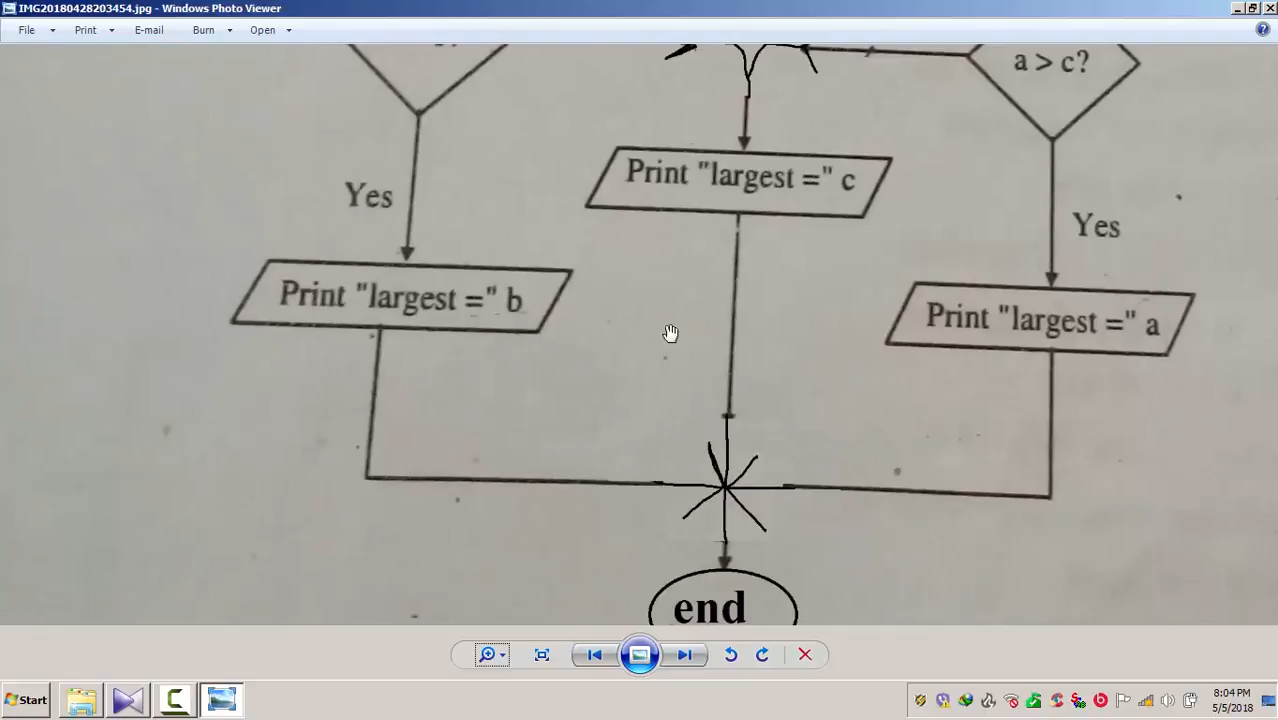 IMG20180428203454.jpg - Windows Photo Viewer
File Print E-mail Burn Open
a > c?
Print "largest =" c
Yes
Yes
Print "largest =" b
Print "largest =" a
end
Start
8:04 PM
5/5/2018